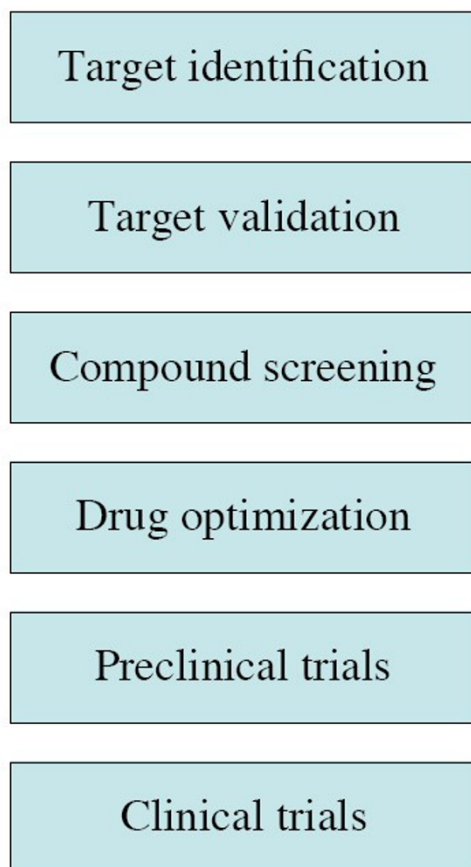 Target identification
Target validation
Compound screening
Drug optimization
Preclinical trials
Clinical trials